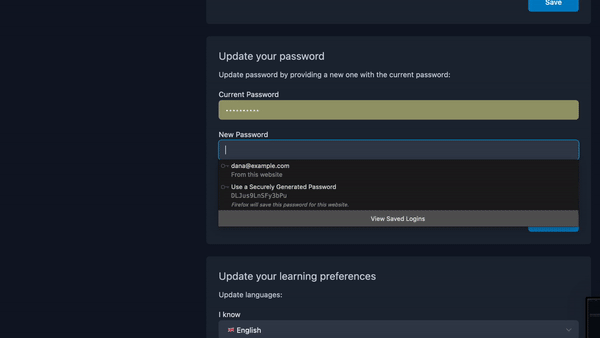 Save
Update your password
Update password by providing a new one with the current password:
Current Password
••••••••••
New Password
dana@example.com
From this website
Use a Securely Generated Password
DLJus9LnSFy3bPu
Firefox will save this password for this website.
View Saved Logins
Update your learning preferences
Update languages:
I know
English